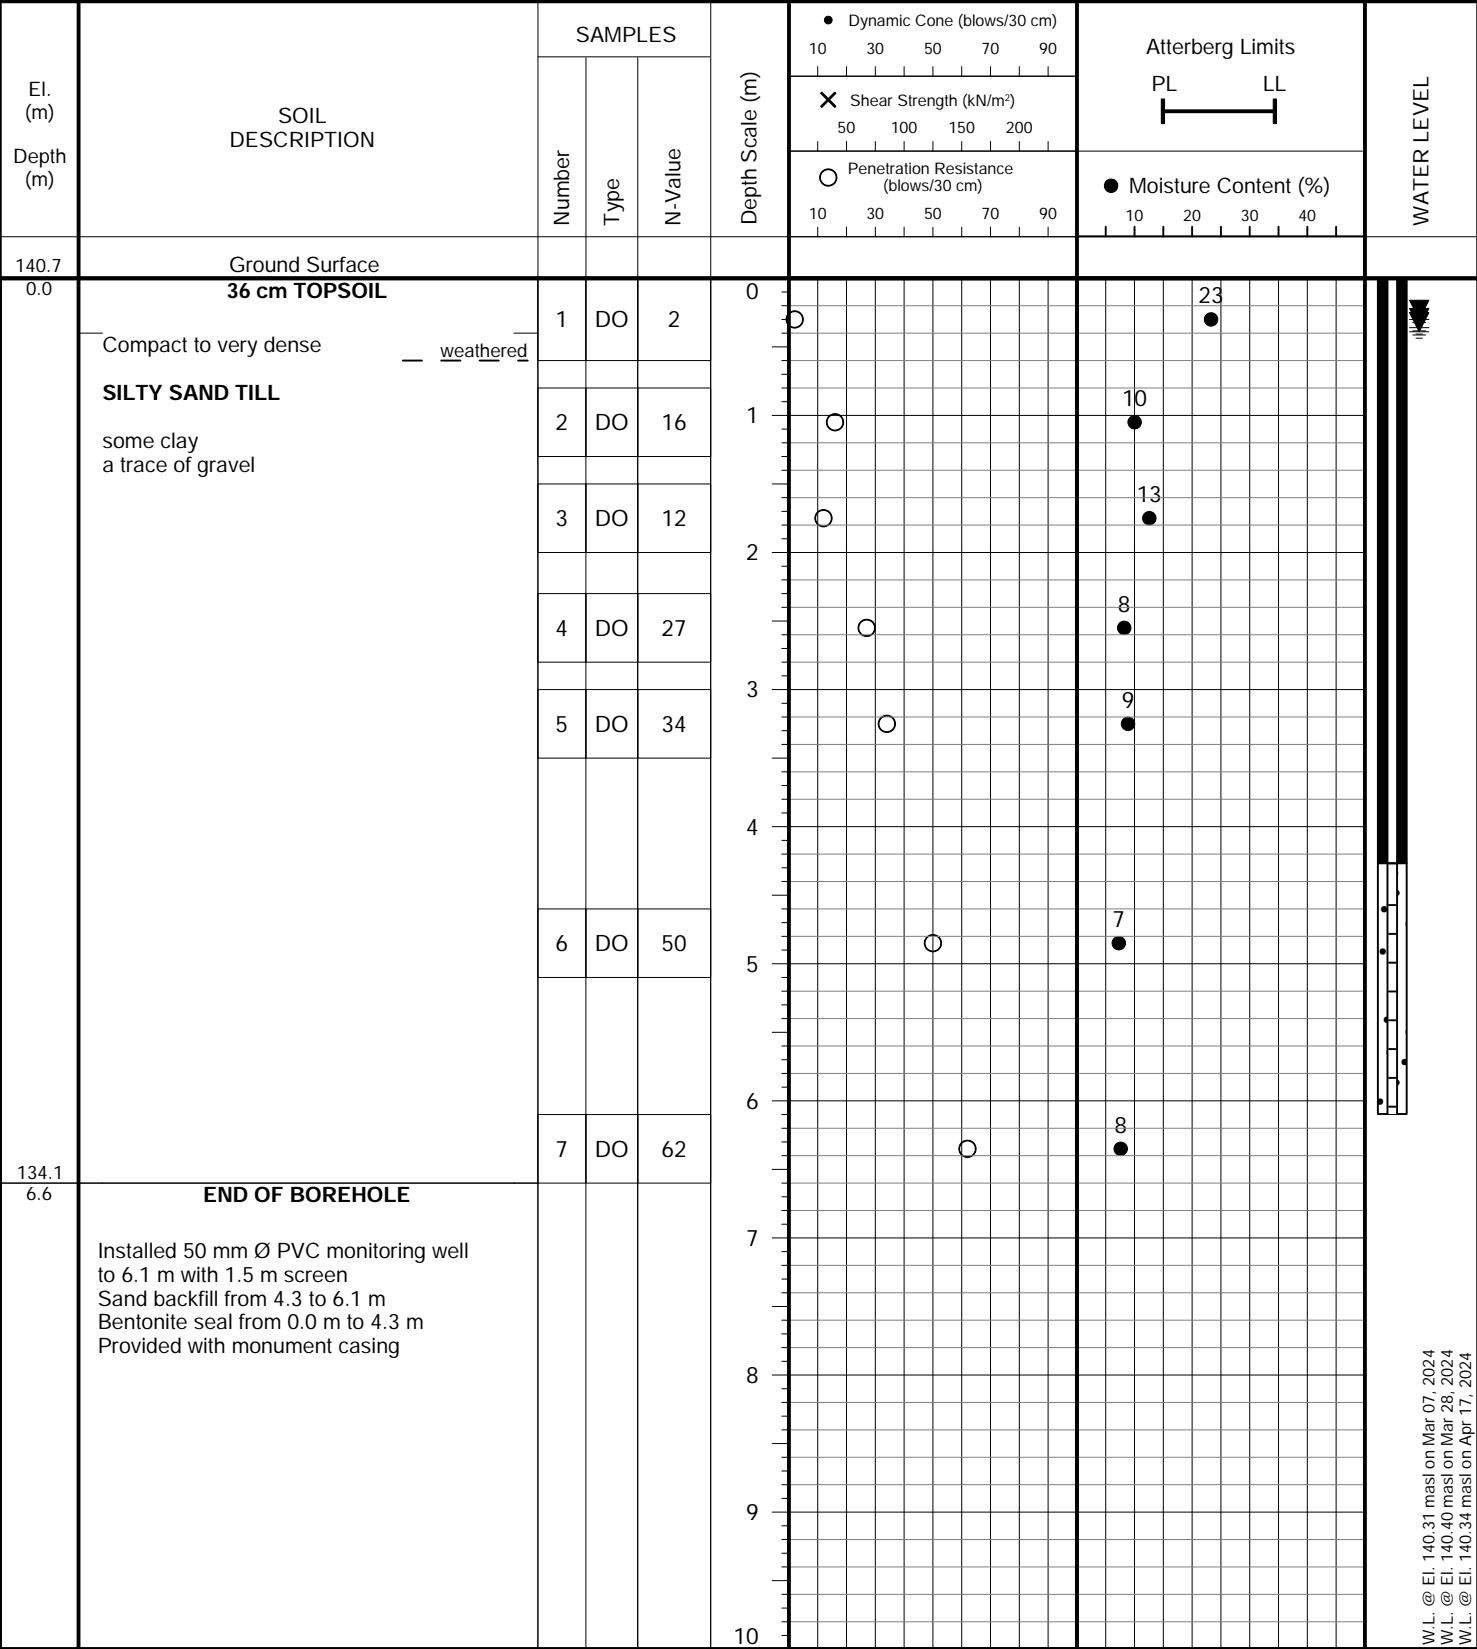 El.
(m)
Depth
(m)
SOIL
DESCRIPTION
SAMPLES
Number
Type
N-Value
Depth Scale (m)
Dynamic Cone (blows/30 cm)
10 30 50 70 90
Shear Strength (kN/m²)
50 100 150 200
Penetration Resistance
(blows/30 cm)
10 30 50 70 90
Atterberg Limits
PL LL
Moisture Content (%)
10 20 30 40
WATER LEVEL
140.7 Ground Surface
0.0 36 cm TOPSOIL 0
23
1 DO 2
Compact to very dense
weathered
SILTY SAND TILL
10
1
2 DO 16
some clay
a trace of gravel
13
3 DO 12
2
8
4 DO 27
3
9
5 DO 34
4
7
6 DO 50
5
6
8
7 DO 62
134.1
6.6 END OF BOREHOLE
7
Installed 50 mm Ø PVC monitoring well
to 6.1 m with 1.5 m screen
Sand backfill from 4.3 to 6.1 m
Bentonite seal from 0.0 m to 4.3 m
Provided with monument casing
8
9
10
W.L. @ El. 140.31 masl on Mar 07, 2024
W.L. @ El. 140.40 masl on Mar 28, 2024
W.L. @ El. 140.34 masl on Apr 17, 2024